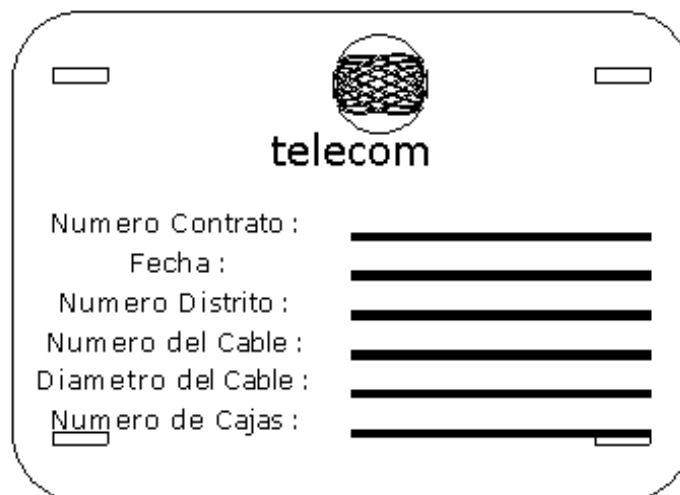 telecom
Numero Contrato :
Fecha :
Numero Distrito :
Numero del Cable :
Diametro del Cable :
Numero de Cajas :